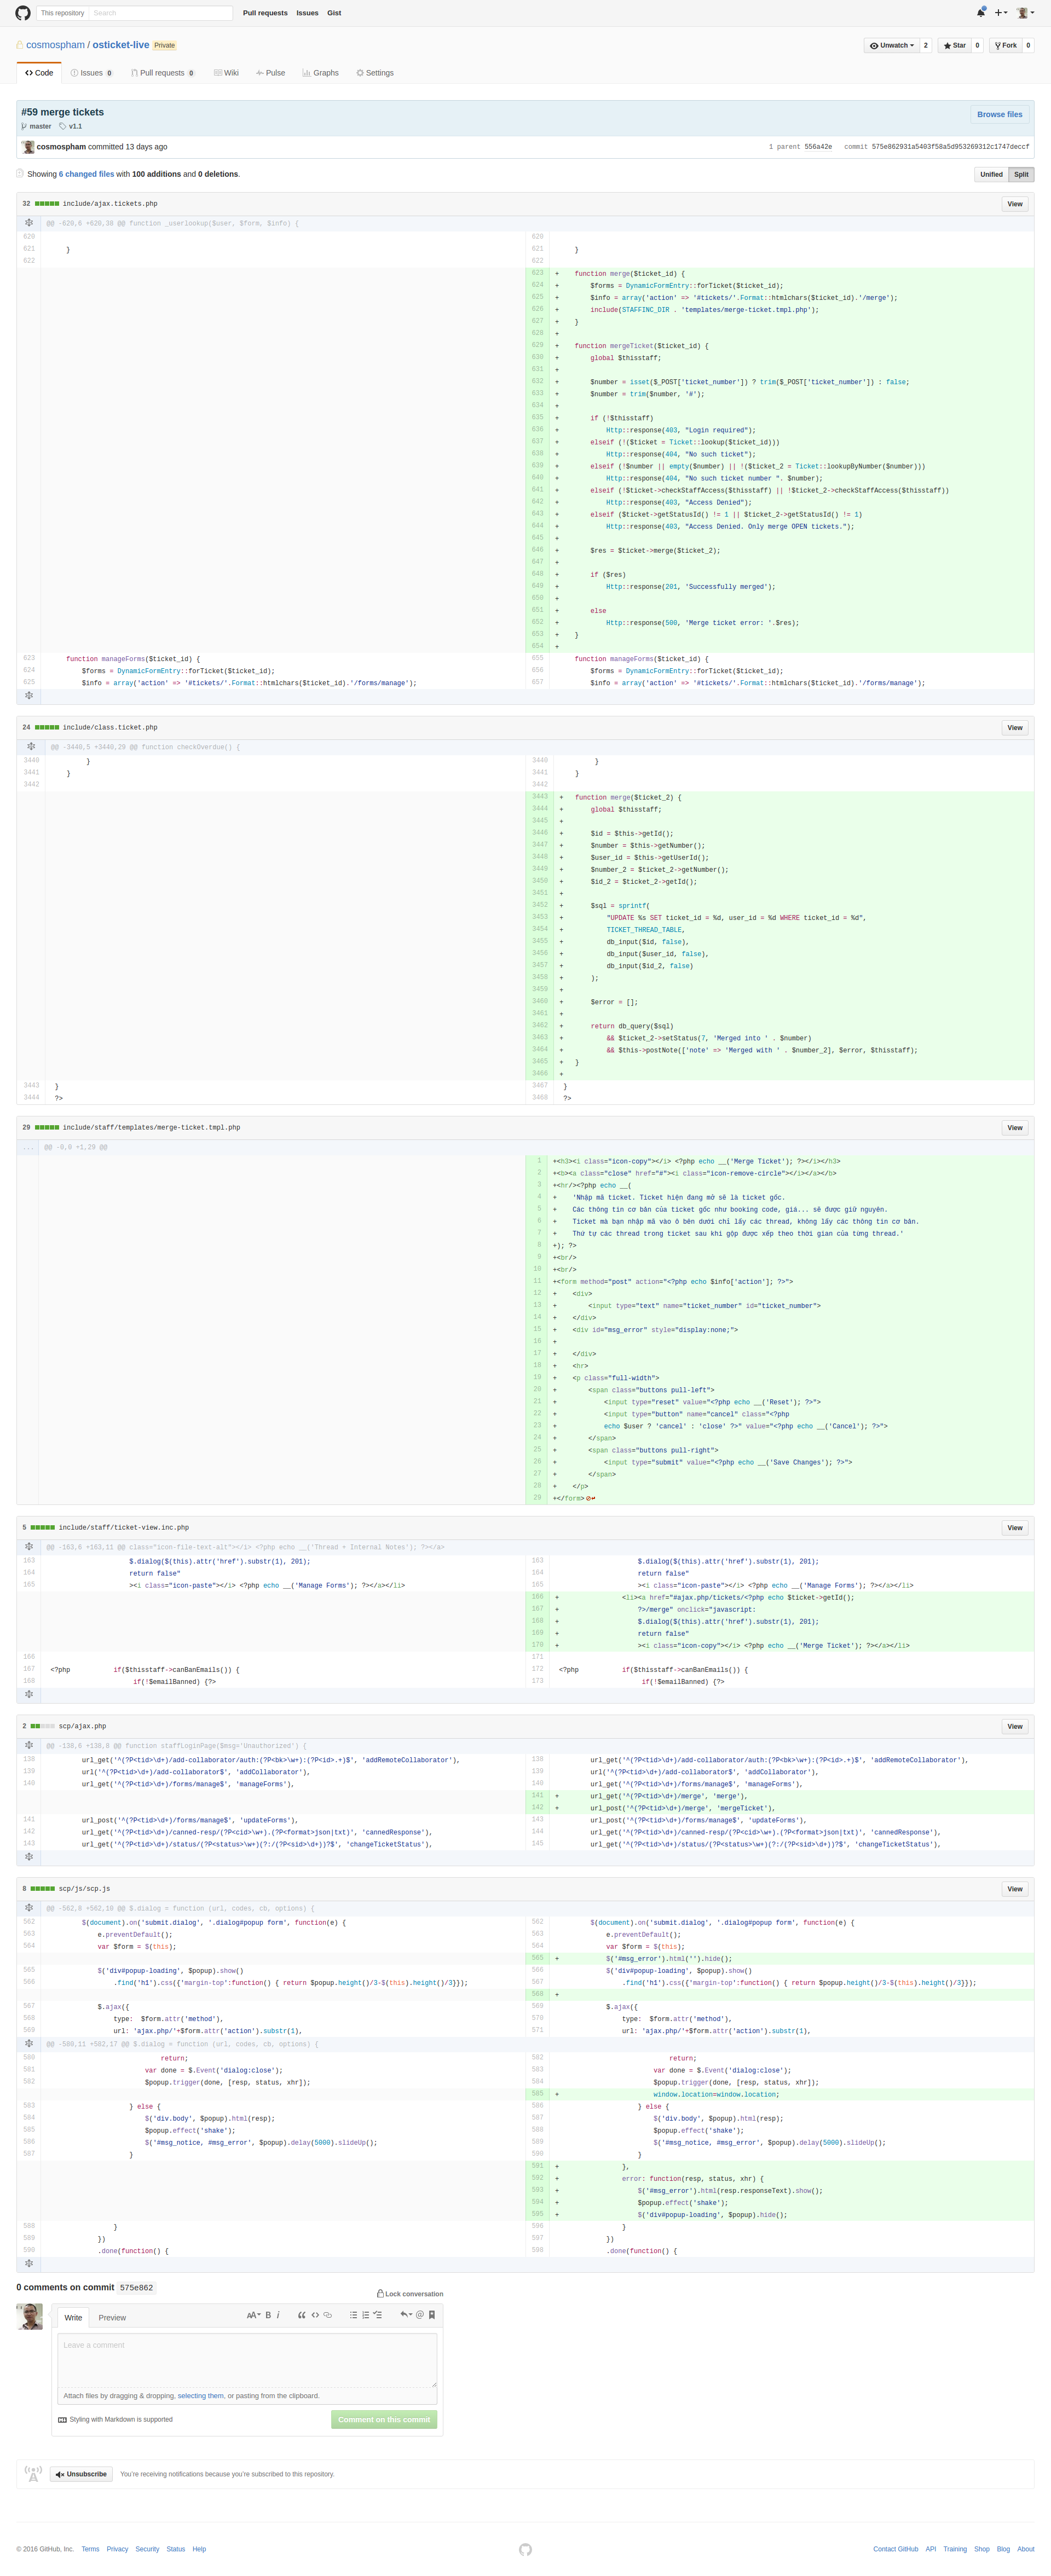 This repository Search Pull requests Issues Gist
cosmospham / osticket-live Private
Unwatch 2 Star 0 Fork 0
Code Issues 0 Pull requests 0 Wiki Pulse Graphs Settings
#59 merge tickets
Browse files
master v1.1
cosmospham committed 13 days ago
1 parent 556a42e commit 575e862931a5403f58a5d953269312c1747deccf
Showing 6 changed files with 100 additions and 0 deletions.
Unified Split
32 include/ajax.tickets.php View
@@ -620,6 +620,38 @@ function _userlookup($user, $form, $info) {
620 620
621 } 621 }
622 622
623 + function merge($ticket_id) {
624 + $forms = DynamicFormEntry::forTicket($ticket_id);
625 + $info = array('action' => '#tickets/'.Format::htmlchars($ticket_id).'/merge');
626 + include(STAFFINC_DIR . 'templates/merge-ticket.tmpl.php');
627 + }
628 +
629 + function mergeTicket($ticket_id) {
630 + global $thisstaff;
631 +
632 + $number = isset($_POST['ticket_number']) ? trim($_POST['ticket_number']) : false;
633 + $number = trim($number, '#');
634 +
635 + if (!$thisstaff)
636 + Http::response(403, "Login required");
637 + elseif (!($ticket = Ticket::lookup($ticket_id)))
638 + Http::response(404, "No such ticket");
639 + elseif (!$number || empty($number) || !($ticket_2 = Ticket::lookupByNumber($number)))
640 + Http::response(404, "No such ticket number ". $number);
641 + elseif (!$ticket->checkStaffAccess($thisstaff) || !$ticket_2->checkStaffAccess($thisstaff))
642 + Http::response(403, "Access Denied");
643 + elseif ($ticket->getStatusId() != 1 || $ticket_2->getStatusId() != 1)
644 + Http::response(403, "Access Denied. Only merge OPEN tickets.");
645 +
646 + $res = $ticket->merge($ticket_2);
647 +
648 + if ($res)
649 + Http::response(201, 'Successfully merged');
650 +
651 + else
652 + Http::response(500, 'Merge ticket error: '.$res);
653 + }
654 +
623 function manageForms($ticket_id) { 655 function manageForms($ticket_id) {
624 $forms = DynamicFormEntry::forTicket($ticket_id); 656 $forms = DynamicFormEntry::forTicket($ticket_id);
625 $info = array('action' => '#tickets/'.Format::htmlchars($ticket_id).'/forms/manage'); 657 $info = array('action' => '#tickets/'.Format::htmlchars($ticket_id).'/forms/manage');
24 include/class.ticket.php View
@@ -3440,5 +3440,29 @@ function checkOverdue() {
3440 } 3440 }
3441 } 3441 }
3442 3442
3443 + function merge($ticket_2) {
3444 + global $thisstaff;
3445 +
3446 + $id = $this->getId();
3447 + $number = $this->getNumber();
3448 + $user_id = $this->getUserId();
3449 + $number_2 = $ticket_2->getNumber();
3450 + $id_2 = $ticket_2->getId();
3451 +
3452 + $sql = sprintf(
3453 + "UPDATE %s SET ticket_id = %d, user_id = %d WHERE ticket_id = %d",
3454 + TICKET_THREAD_TABLE,
3455 + db_input($id, false),
3456 + db_input($user_id, false),
3457 + db_input($id_2, false)
3458 + );
3459 +
3460 + $error = [];
3461 +
3462 + return db_query($sql)
3463 + && $ticket_2->setStatus(7, 'Merged into ' . $number)
3464 + && $this->postNote(['note' => 'Merged with ' . $number_2], $error, $thisstaff);
3465 + }
3466 +
3443 } 3467 }
3444 ?> 3468 ?>
29 include/staff/templates/merge-ticket.tmpl.php View
... @@ -0,0 +1,29 @@
1 +<h3><i class="icon-copy"></i> <?php echo __('Merge Ticket'); ?></i></h3>
2 +<b><a class="close" href="#"><i class="icon-remove-circle"></i></a></b>
3 +<hr/><?php echo __(
4 + 'Nhập mã ticket. Ticket hiện đang mở sẽ là ticket gốc.
5 + Các thông tin cơ bản của ticket gốc như booking code, giá... sẽ được giữ nguyên.
6 + Ticket mà bạn nhập mã vào ô bên dưới chỉ lấy các thread, không lấy các thông tin cơ bản.
7 + Thứ tự các thread trong ticket sau khi gộp được xếp theo thời gian của từng thread.'
8 +); ?>
9 +<br/>
10 +<br/>
11 +<form method="post" action="<?php echo $info['action']; ?>">
12 + <div>
13 + <input type="text" name="ticket_number" id="ticket_number">
14 + </div>
15 + <div id="msg_error" style="display:none;">
16 +
17 + </div>
18 + <hr>
19 + <p class="full-width">
20 + <span class="buttons pull-left">
21 + <input type="reset" value="<?php echo __('Reset'); ?>">
22 + <input type="button" name="cancel" class="<?php
23 + echo $user ? 'cancel' : 'close' ?>" value="<?php echo __('Cancel'); ?>">
24 + </span>
25 + <span class="buttons pull-right">
26 + <input type="submit" value="<?php echo __('Save Changes'); ?>">
27 + </span>
28 + </p>
29 +</form>
5 include/staff/ticket-view.inc.php View
@@ -163,6 +163,11 @@ class="icon-file-text-alt"></i> <?php echo __('Thread + Internal Notes'); ?></a>
163 $.dialog($(this).attr('href').substr(1), 201); 163 $.dialog($(this).attr('href').substr(1), 201);
164 return false" 164 return false"
165 ><i class="icon-paste"></i> <?php echo __('Manage Forms'); ?></a></li> 165 ><i class="icon-paste"></i> <?php echo __('Manage Forms'); ?></a></li>
166 + <li><a href="#ajax.php/tickets/<?php echo $ticket->getId();
167 + ?>/merge" onclick="javascript:
168 + $.dialog($(this).attr('href').substr(1), 201);
169 + return false"
170 + ><i class="icon-copy"></i> <?php echo __('Merge Ticket'); ?></a></li>
166 171
167 <?php if($thisstaff->canBanEmails()) { 172 <?php if($thisstaff->canBanEmails()) {
168 if(!$emailBanned) {?> 173 if(!$emailBanned) {?>
2 scp/ajax.php View
@@ -138,6 +138,8 @@ function staffLoginPage($msg='Unauthorized') {
138 url_get('^(?P<tid>\d+)/add-collaborator/auth:(?P<bk>\w+):(?P<id>.+)$', 'addRemoteCollaborator'), 138 url_get('^(?P<tid>\d+)/add-collaborator/auth:(?P<bk>\w+):(?P<id>.+)$', 'addRemoteCollaborator'),
139 url('^(?P<tid>\d+)/add-collaborator$', 'addCollaborator'), 139 url('^(?P<tid>\d+)/add-collaborator$', 'addCollaborator'),
140 url_get('^(?P<tid>\d+)/forms/manage$', 'manageForms'), 140 url_get('^(?P<tid>\d+)/forms/manage$', 'manageForms'),
141 + url_get('^(?P<tid>\d+)/merge', 'merge'),
142 + url_post('^(?P<tid>\d+)/merge', 'mergeTicket'),
141 url_post('^(?P<tid>\d+)/forms/manage$', 'updateForms'), 143 url_post('^(?P<tid>\d+)/forms/manage$', 'updateForms'),
142 url_get('^(?P<tid>\d+)/canned-resp/(?P<cid>\w+).(?P<format>json|txt)', 'cannedResponse'), 144 url_get('^(?P<tid>\d+)/canned-resp/(?P<cid>\w+).(?P<format>json|txt)', 'cannedResponse'),
143 url_get('^(?P<tid>\d+)/status/(?P<status>\w+)(?:/(?P<sid>\d+))?$', 'changeTicketStatus'), 145 url_get('^(?P<tid>\d+)/status/(?P<status>\w+)(?:/(?P<sid>\d+))?$', 'changeTicketStatus'),
8 scp/js/scp.js View
@@ -562,8 +562,10 @@ $.dialog = function (url, codes, cb, options) {
562 $(document).on('submit.dialog', '.dialog#popup form', function(e) { 562 $(document).on('submit.dialog', '.dialog#popup form', function(e) {
563 e.preventDefault(); 563 e.preventDefault();
564 var $form = $(this); 564 var $form = $(this);
565 + $('#msg_error').html('').hide();
565 $('div#popup-loading', $popup).show() 566 $('div#popup-loading', $popup).show()
566 .find('h1').css({'margin-top':function() { return $popup.height()/3-$(this).height()/3}}); 567 .find('h1').css({'margin-top':function() { return $popup.height()/3-$(this).height()/3}});
568 +
567 $.ajax({ 569 $.ajax({
568 type: $form.attr('method'), 570 type: $form.attr('method'),
569 url: 'ajax.php/'+$form.attr('action').substr(1), 571 url: 'ajax.php/'+$form.attr('action').substr(1),
@@ -580,11 +582,17 @@ $.dialog = function (url, codes, cb, options) {
580 return; 582 return;
581 var done = $.Event('dialog:close'); 583 var done = $.Event('dialog:close');
582 $popup.trigger(done, [resp, status, xhr]); 584 $popup.trigger(done, [resp, status, xhr]);
585 + window.location=window.location;
583 } else { 586 } else {
584 $('div.body', $popup).html(resp); 587 $('div.body', $popup).html(resp);
585 $popup.effect('shake'); 588 $popup.effect('shake');
586 $('#msg_notice, #msg_error', $popup).delay(5000).slideUp(); 589 $('#msg_notice, #msg_error', $popup).delay(5000).slideUp();
587 } 590 }
591 + },
592 + error: function(resp, status, xhr) {
593 + $('#msg_error').html(resp.responseText).show();
594 + $popup.effect('shake');
595 + $('div#popup-loading', $popup).hide();
588 } 596 }
589 }) 597 })
590 .done(function() { 598 .done(function() {
0 comments on commit 575e862
Lock conversation
Write Preview
Leave a comment
Attach files by dragging & dropping, selecting them, or pasting from the clipboard.
Styling with Markdown is supported
Comment on this commit
Unsubscribe You're receiving notifications because you're subscribed to this repository.
© 2016 GitHub, Inc. Terms Privacy Security Status Help
Contact GitHub API Training Shop Blog About